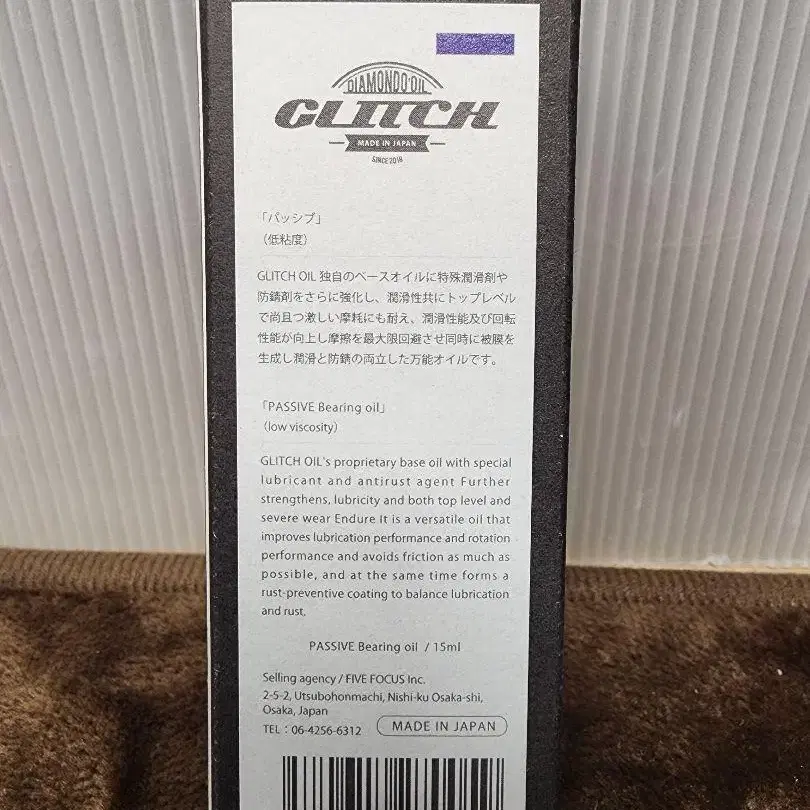 DIAMONDO OIL
GLITCH
MADE IN JAPAN
SINCE 2018
「パッシブ」
（低粘度）
GLITCH OIL 独自のベースオイルに特殊潤滑剤や
防錆剤をさらに強化し、潤滑性共にトップレベル
で尚且つ激しい摩耗にも耐え、潤滑性能及び回転
性能が向上し摩擦を最大限回避させ同時に被膜を
生成し潤滑と防錆の両立した万能オイルです。
「PASSIVE Bearing oil」
（low viscosity）
GLITCH OIL's proprietary base oil with special
lubricant and antirust agent Further
strengthens, lubricity and both top level and
severe wear Endure It is a versatile oil that
improves lubrication performance and rotation
performance and avoids friction as much as
possible, and at the same time forms a
rust-preventive coating to balance lubrication
and rust.
PASSIVE Bearing oil / 15ml
Selling agency / FIVE FOCUS Inc.
2-5-2, Utsubohonmachi, Nishi-ku Osaka-shi,
Osaka, Japan
TEL：06-4256-6312
MADE IN JAPAN